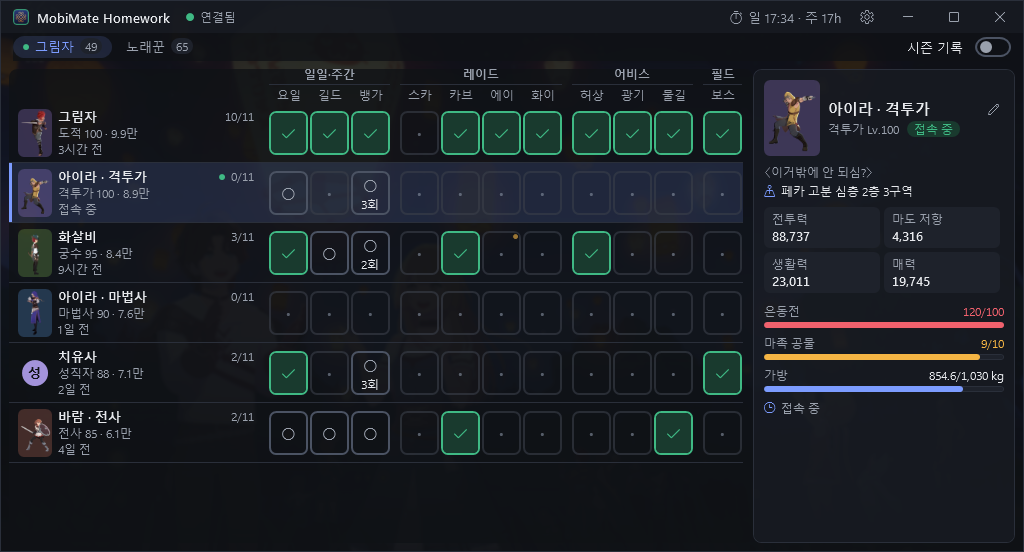 MobiMate Homework
연결됨
일 17:34 · 주 17h
그림자 49
노래꾼 65
시즌 기록
일일·주간
레이드
어비스
필드
요일 길드 뱅가 스카 카브 에이 화이 허상 광기 물길 보스
그림자
10/11
도적 100 · 9.9만
3시간 전
아이라 · 격투가
0/11
격투가 100 · 8.9만
접속 중
3회
화살비
3/11
궁수 95 · 8.4만
9시간 전
2회
아이라 · 마법사
0/11
마법사 90 · 7.6만
1일 전
성
치유사
2/11
성직자 88 · 7.1만
2일 전
3회
바람 · 전사
2/11
전사 85 · 6.1만
4일 전
아이라 · 격투가
격투가 Lv.100 접속 중
〈이거밖에 안 되심?〉
페카 고분 심층 2층 3구역
전투력
88,737
마도 저항
4,316
생활력
23,011
매력
19,745
은동전 120/100
마족 공물 9/10
가방 854.6/1,030 kg
접속 중